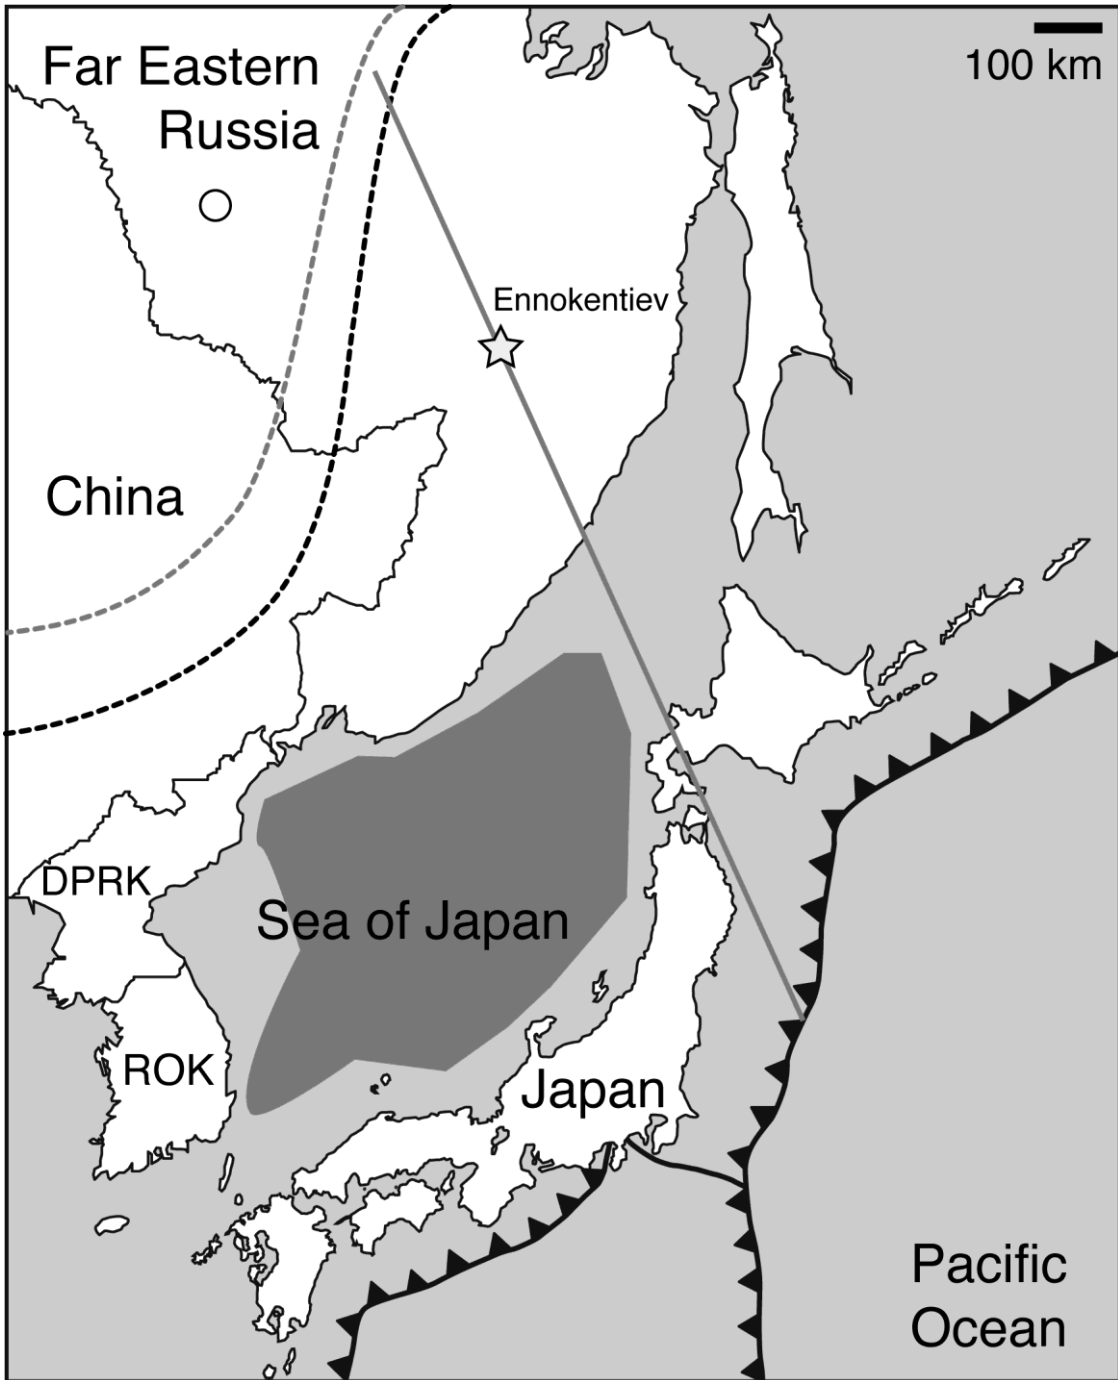 Far Eastern
Russia
100 km
Ennokentiev
China
DPRK
Sea of Japan
ROK
Japan
Pacific
Ocean